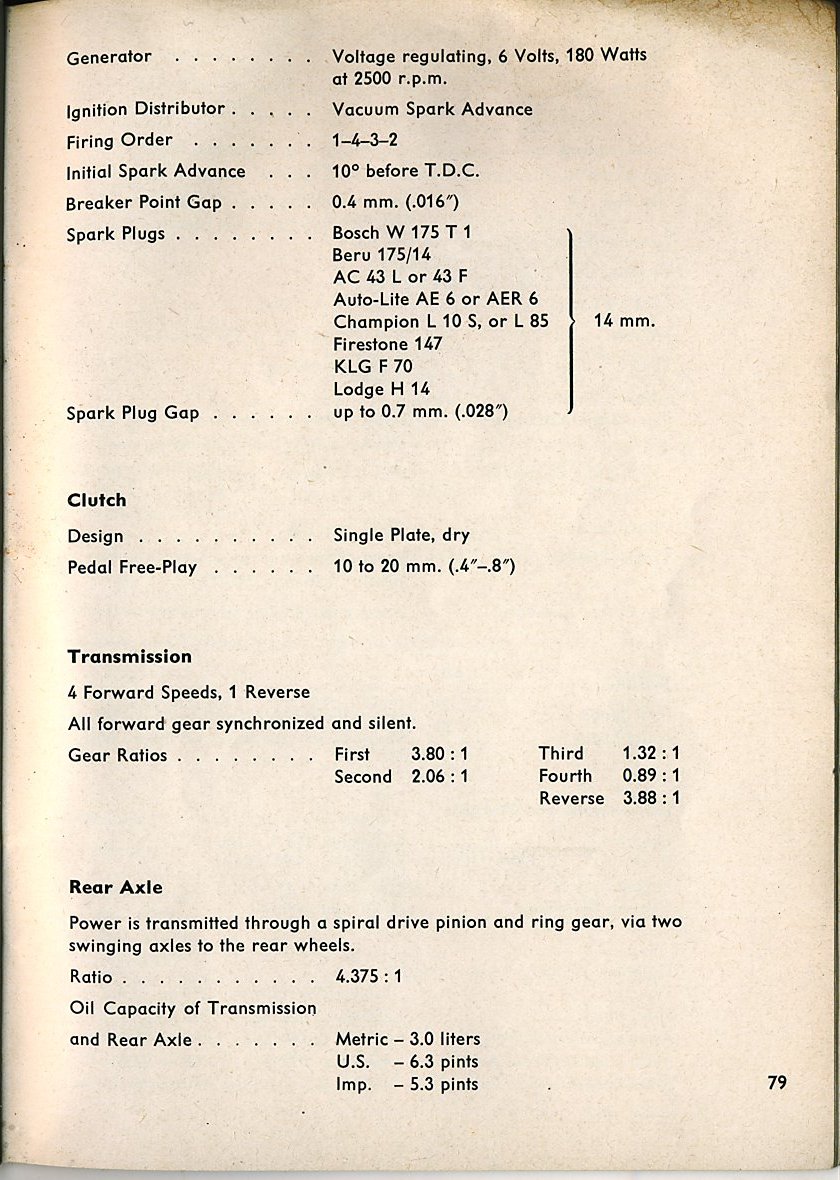 Generator . . . . . . . . Voltage regulating, 6 Volts, 180 Watts
at 2500 r.p.m.
Ignition Distributor . . . . . Vacuum Spark Advance
Firing Order . . . . . . . 1–4–3–2
Initial Spark Advance . . . 10° before T.D.C.
Breaker Point Gap . . . . . 0.4 mm. (.016″)
Spark Plugs . . . . . . . . Bosch W 175 T 1
Beru 175/14
AC 43 L or 43 F
Auto-Lite AE 6 or AER 6
Champion L 10 S, or L 85 14 mm.
Firestone 147
KLG F 70
Lodge H 14
Spark Plug Gap . . . . . . up to 0.7 mm. (.028″)
Clutch
Design . . . . . . . . . . Single Plate, dry
Pedal Free-Play . . . . . . 10 to 20 mm. (.4″–.8″)
Transmission
4 Forward Speeds, 1 Reverse
All forward gear synchronized and silent.
Gear Ratios . . . . . . . . First 3.80 : 1 Third 1.32 : 1
Second 2.06 : 1 Fourth 0.89 : 1
Reverse 3.88 : 1
Rear Axle
Power is transmitted through a spiral drive pinion and ring gear, via two
swinging axles to the rear wheels.
Ratio . . . . . . . . . . . 4.375 : 1
Oil Capacity of Transmission
and Rear Axle . . . . . . . Metric – 3.0 liters
U.S. – 6.3 pints
Imp. – 5.3 pints
79